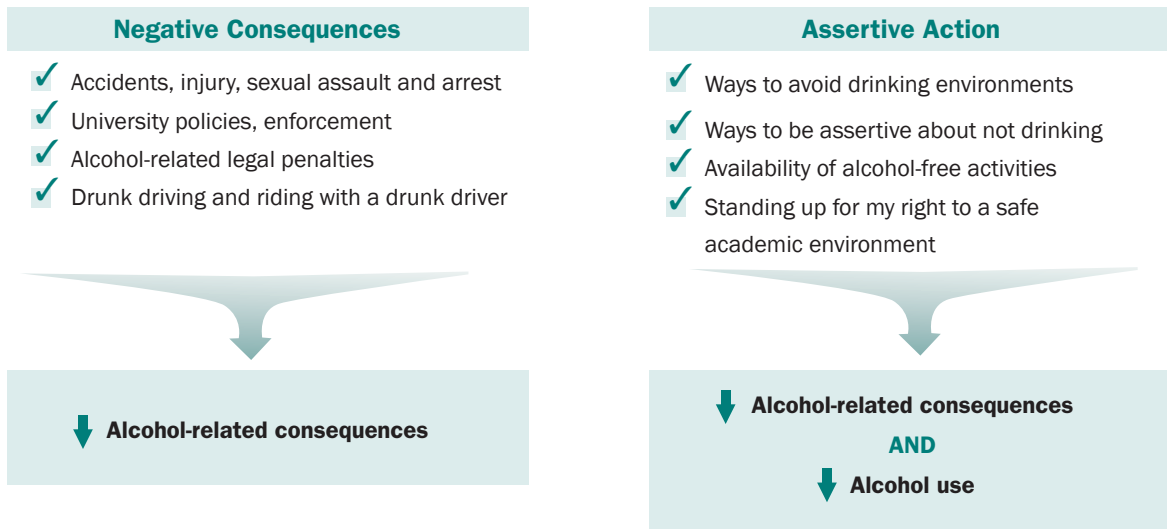 Negative Consequences
Accidents, injury, sexual assault and arrest
University policies, enforcement
Alcohol-related legal penalties
Drunk driving and riding with a drunk driver
Alcohol-related consequences
Assertive Action
Ways to avoid drinking environments
Ways to be assertive about not drinking
Availability of alcohol-free activities
Standing up for my right to a safe
academic environment
Alcohol-related consequences
AND
Alcohol use